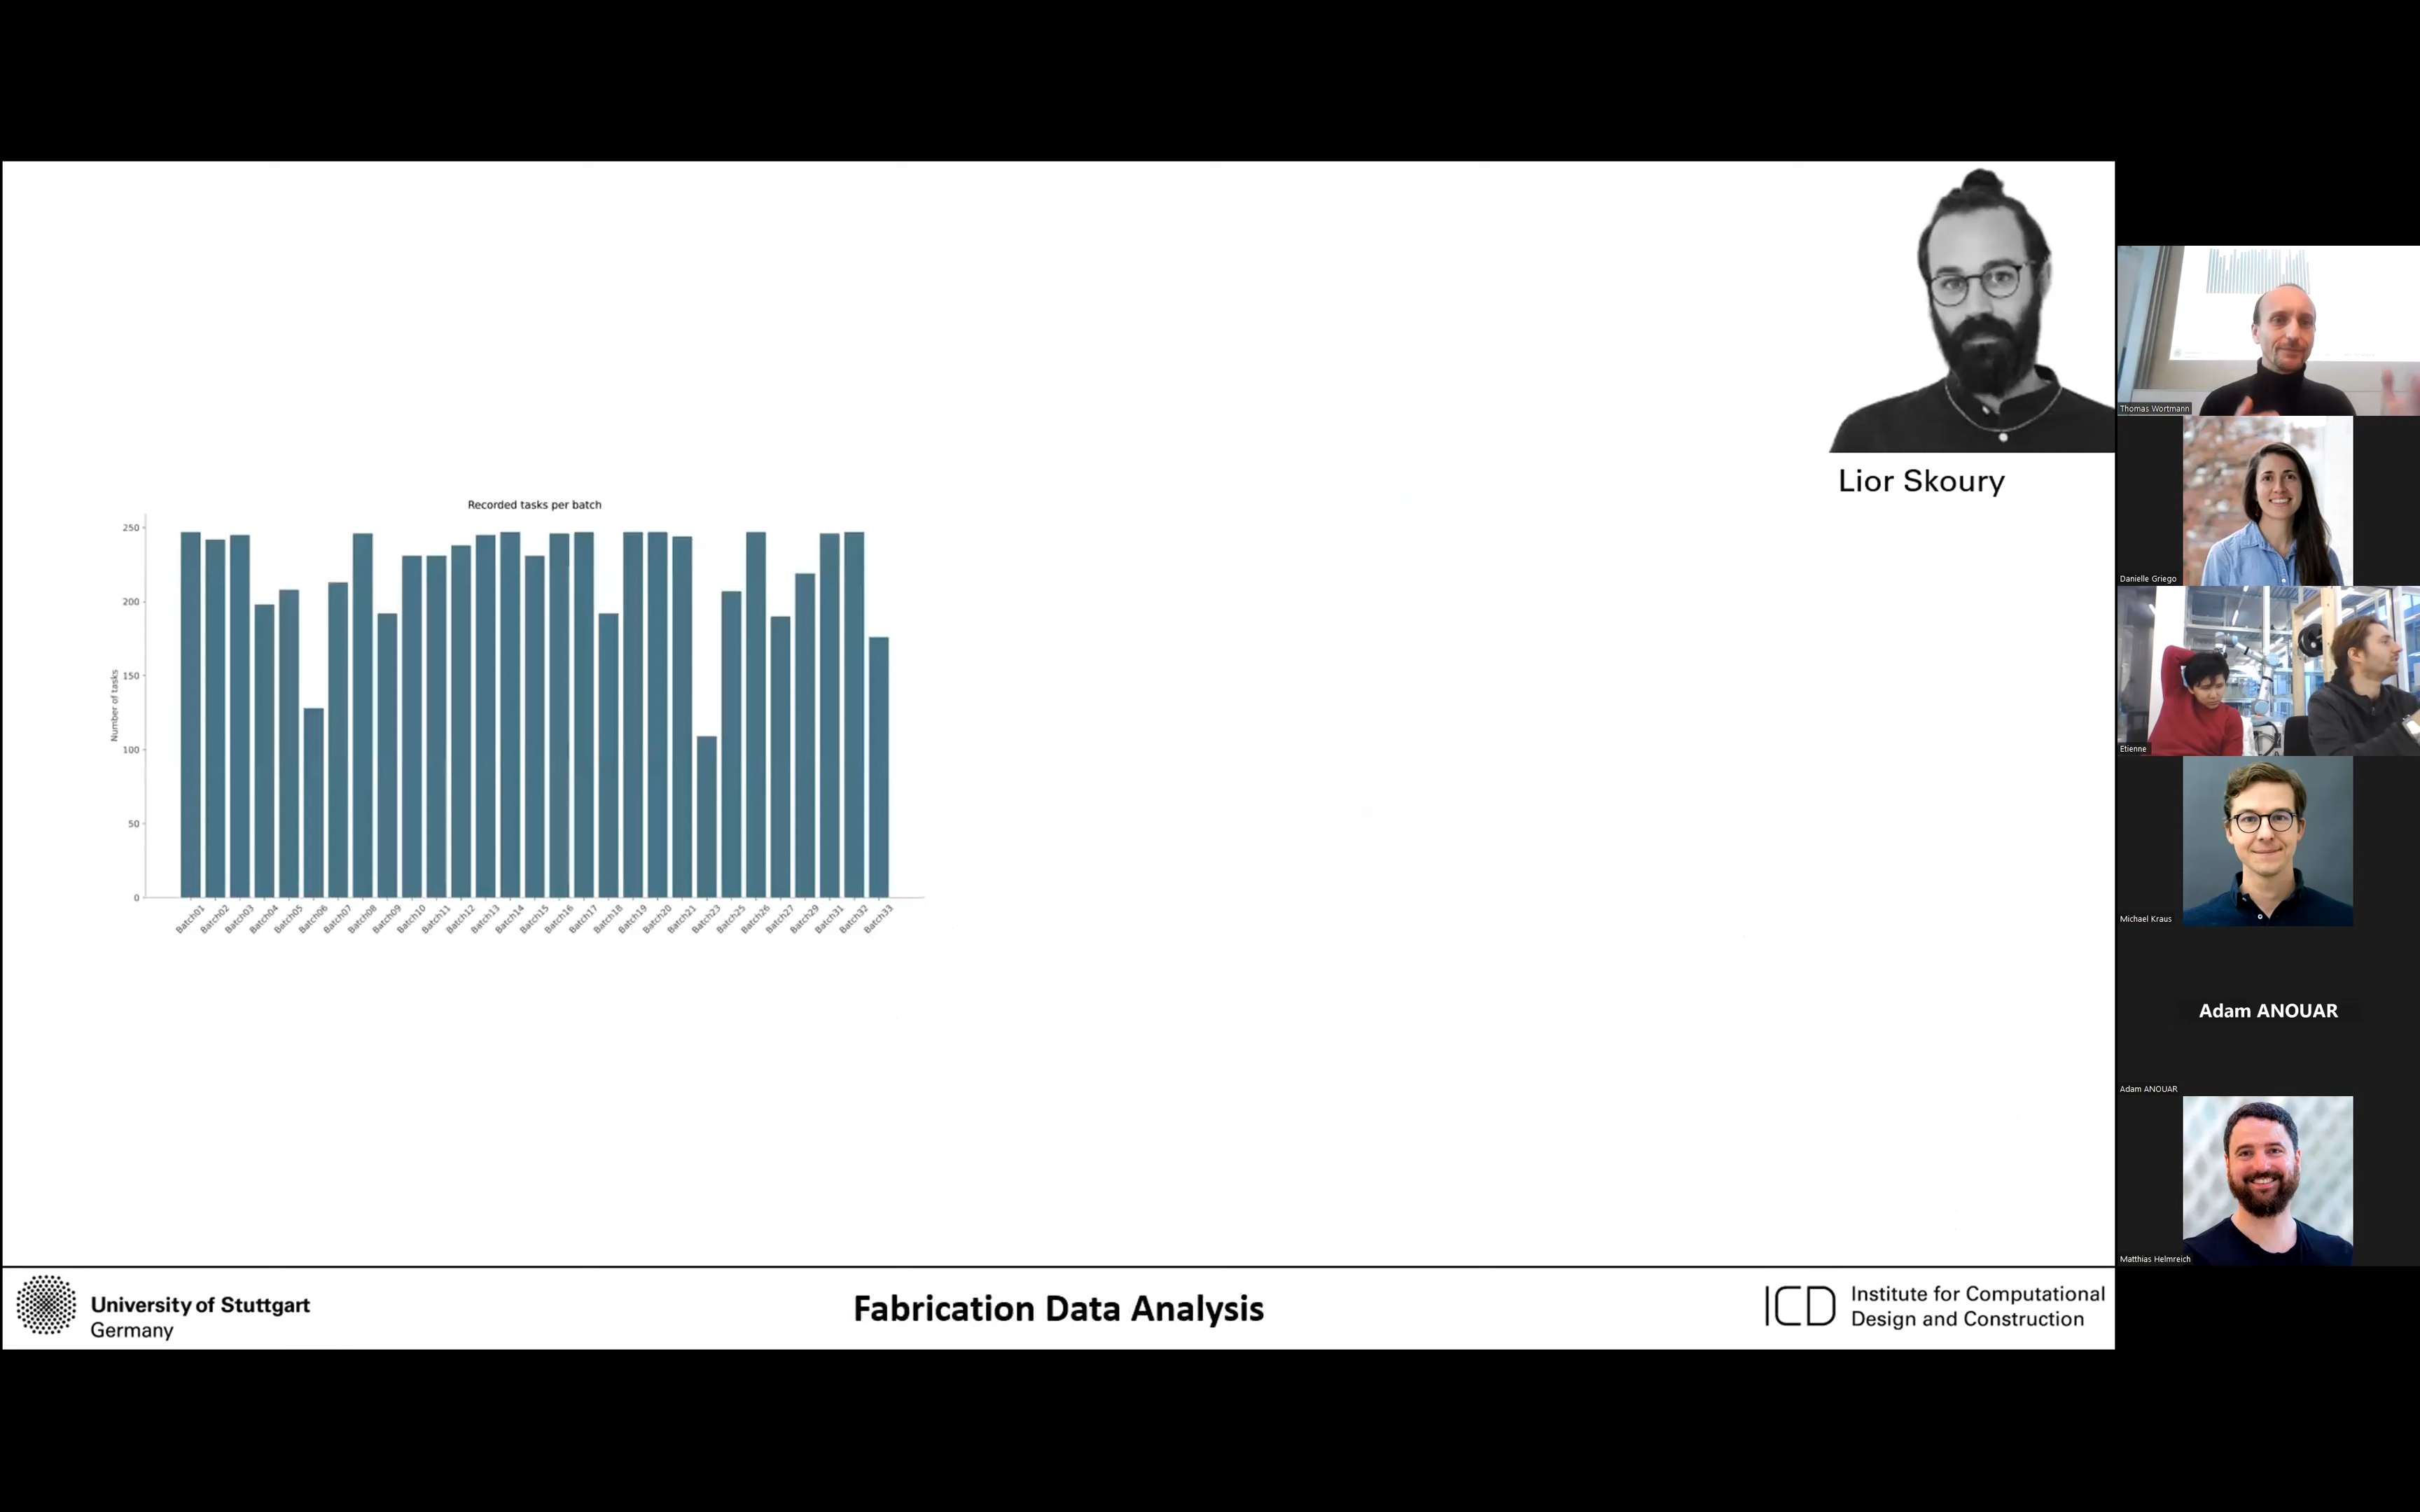 Lior Skoury
Recorded tasks per batch
Number of tasks
250
200
150
100
50
0
Batch01
Batch02
Batch03
Batch04
Batch05
Batch06
Batch07
Batch08
Batch09
Batch10
Batch11
Batch12
Batch13
Batch14
Batch15
Batch16
Batch17
Batch18
Batch19
Batch20
Batch21
Batch23
Batch25
Batch26
Batch27
Batch29
Batch31
Batch32
Batch33
University of Stuttgart
Germany
Fabrication Data Analysis
ICD
Institute for Computational
Design and Construction
Thomas Wortmann
Danielle Griego
Etienne
Michael Kraus
Adam ANOUAR
Adam ANOUAR
Matthias Helmreich